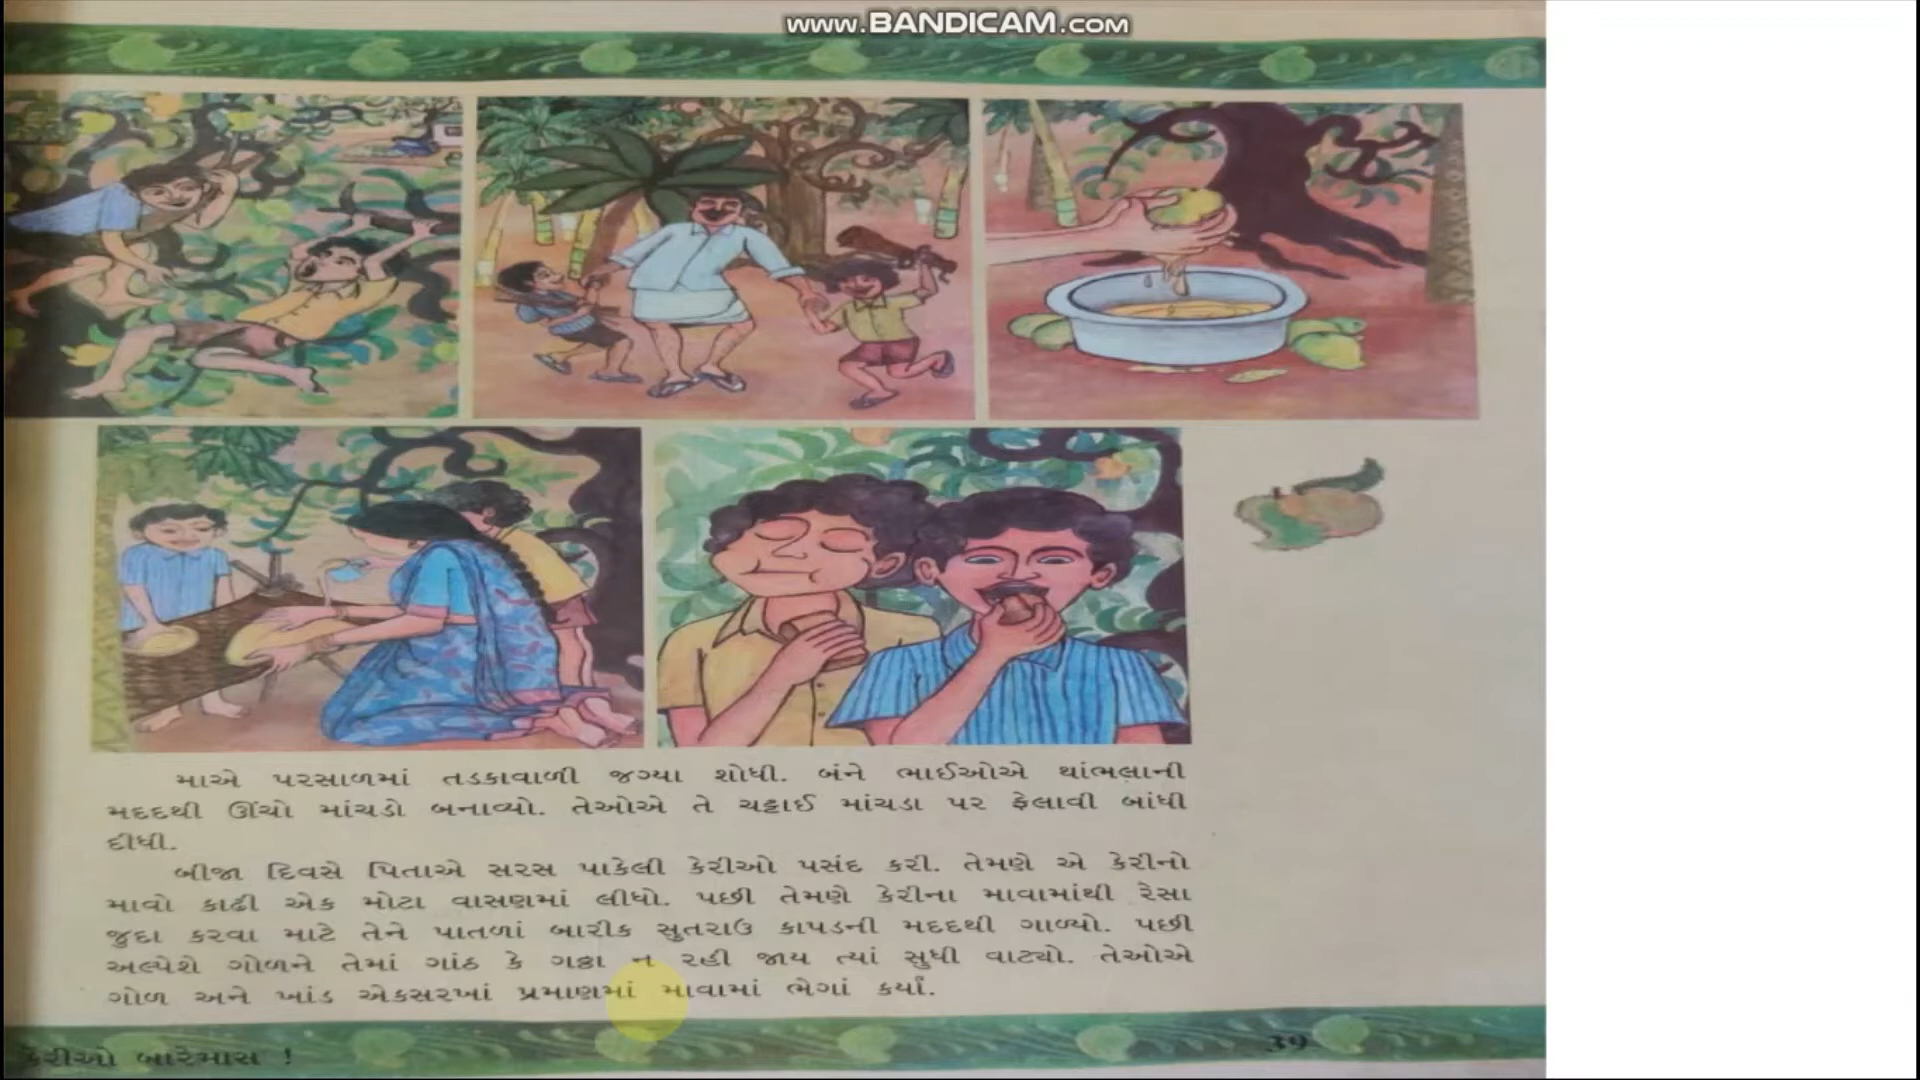 www.BANDICAM.com
માએ પરસાળમાં તડકાવાળી જગ્યા શોધી. બંને ભાઈઓએ થાંભલાની
મદદથી ઊંચો માંચડો બનાવ્યો. તેઓએ તે ચટ્ટાઈ માંચડા પર ફેલાવી બાંધી
દીધી.
બીજા દિવસે પિતાએ સરસ પાકેલી કેરીઓ પસંદ કરી. તેમણે એ કેરીનો
માવો કાઢી એક મોટા વાસણમાં લીધો. પછી તેમણે કેરીના માવામાંથી રેસા
જુદા કરવા માટે તેને પાતળાં બારીક સુતરાઉ કાપડની મદદથી ગાળ્યો. પછી
અલ્પેશે ગોળને તેમાં ગાંઠ કે ગઠ્ઠા ન રહી જાય ત્યાં સુધી વાટ્યો. તેઓએ
ગોળ અને ખાંડ એકસરખાં પ્રમાણમાં માવામાં ભેગાં કર્યાં.
કેરીઓ બારેમાસ !
39